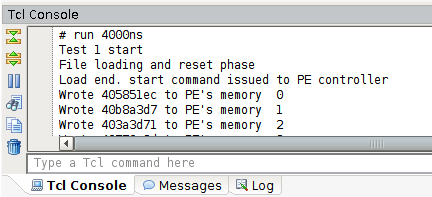 Tcl Console
# run 4000ns
Test 1 start
File loading and reset phase
Load end. start command issued to PE controller
Wrote 405851ec to PE's memory  0
Wrote 40b8a3d7 to PE's memory  1
Wrote 403a3d71 to PE's memory  2
Type a Tcl command here
Tcl Console
Messages
Log